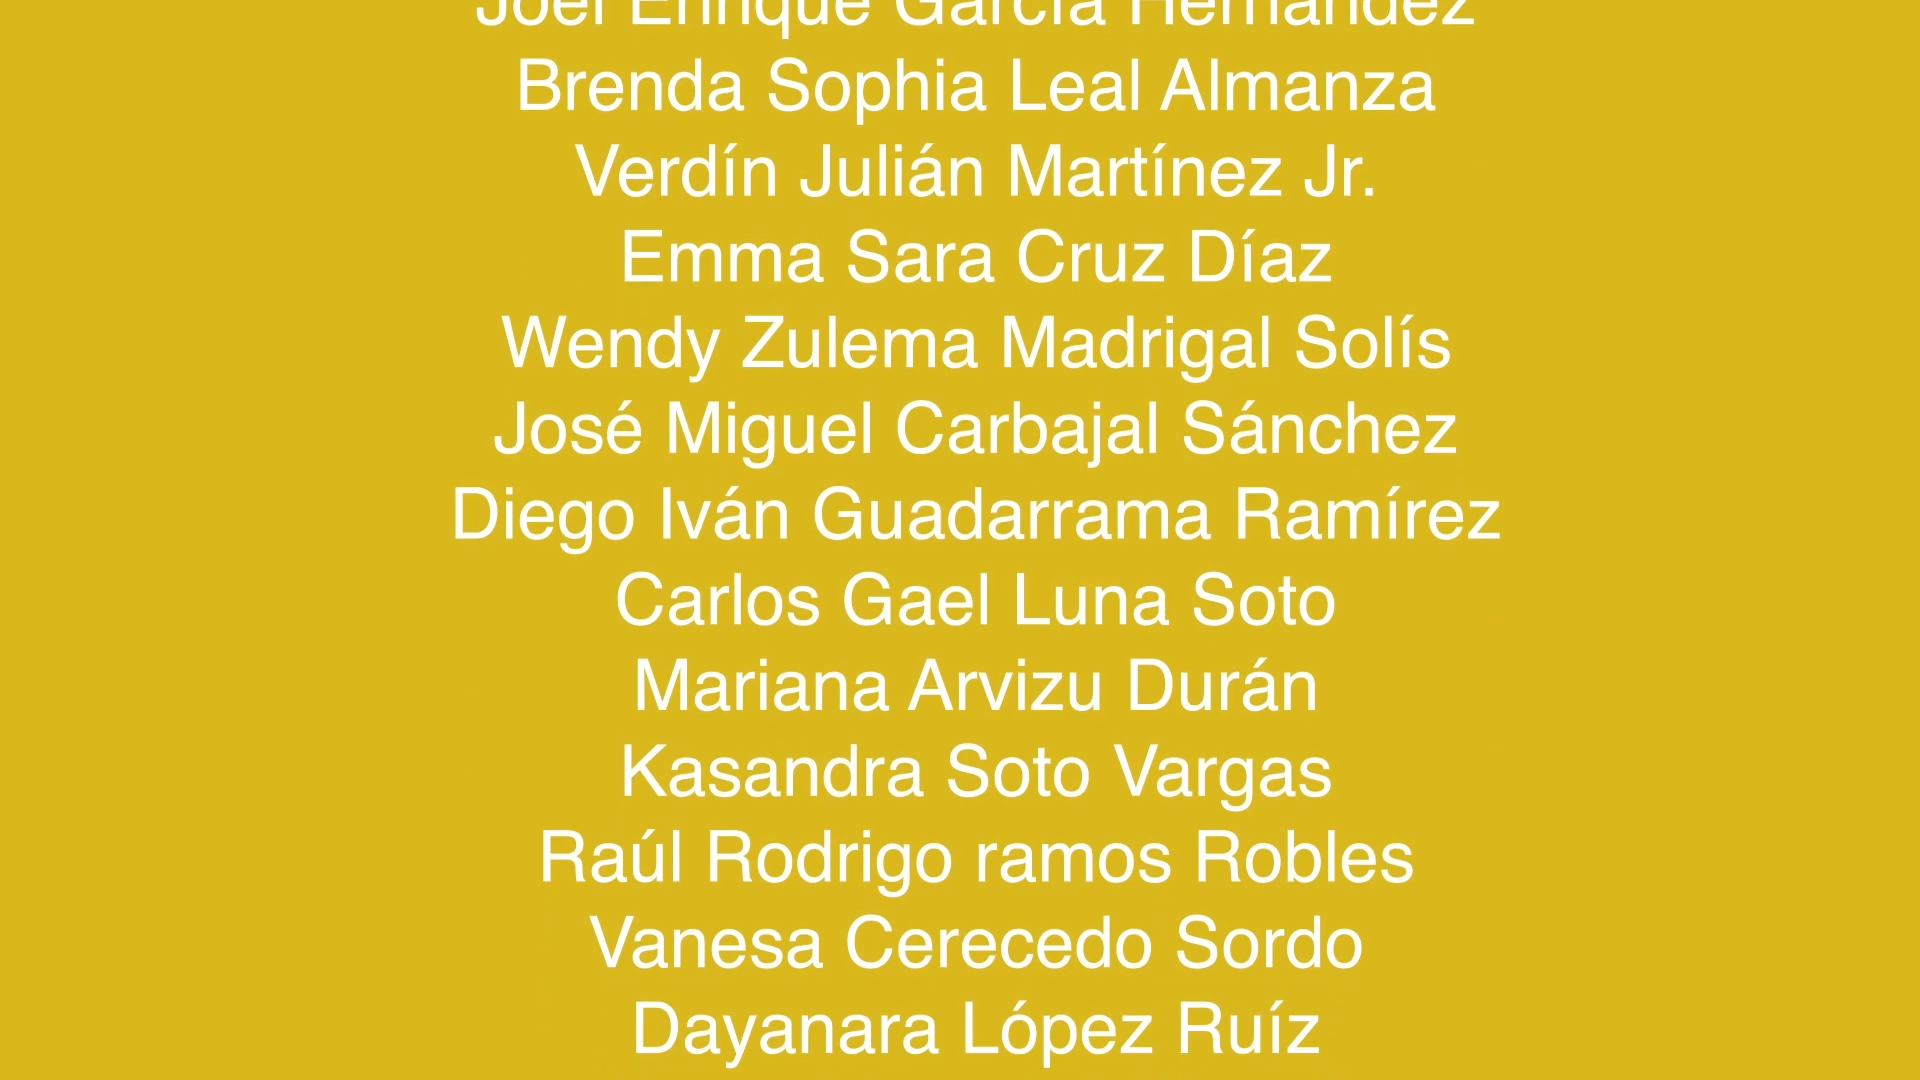 Joel Enrique García Hernández
Brenda Sophia Leal Almanza
Verdín Julián Martínez Jr.
Emma Sara Cruz Díaz
Wendy Zulema Madrigal Solís
José Miguel Carbajal Sánchez
Diego Iván Guadarrama Ramírez
Carlos Gael Luna Soto
Mariana Arvizu Durán
Kasandra Soto Vargas
Raúl Rodrigo ramos Robles
Vanesa Cerecedo Sordo
Dayanara López Ruíz